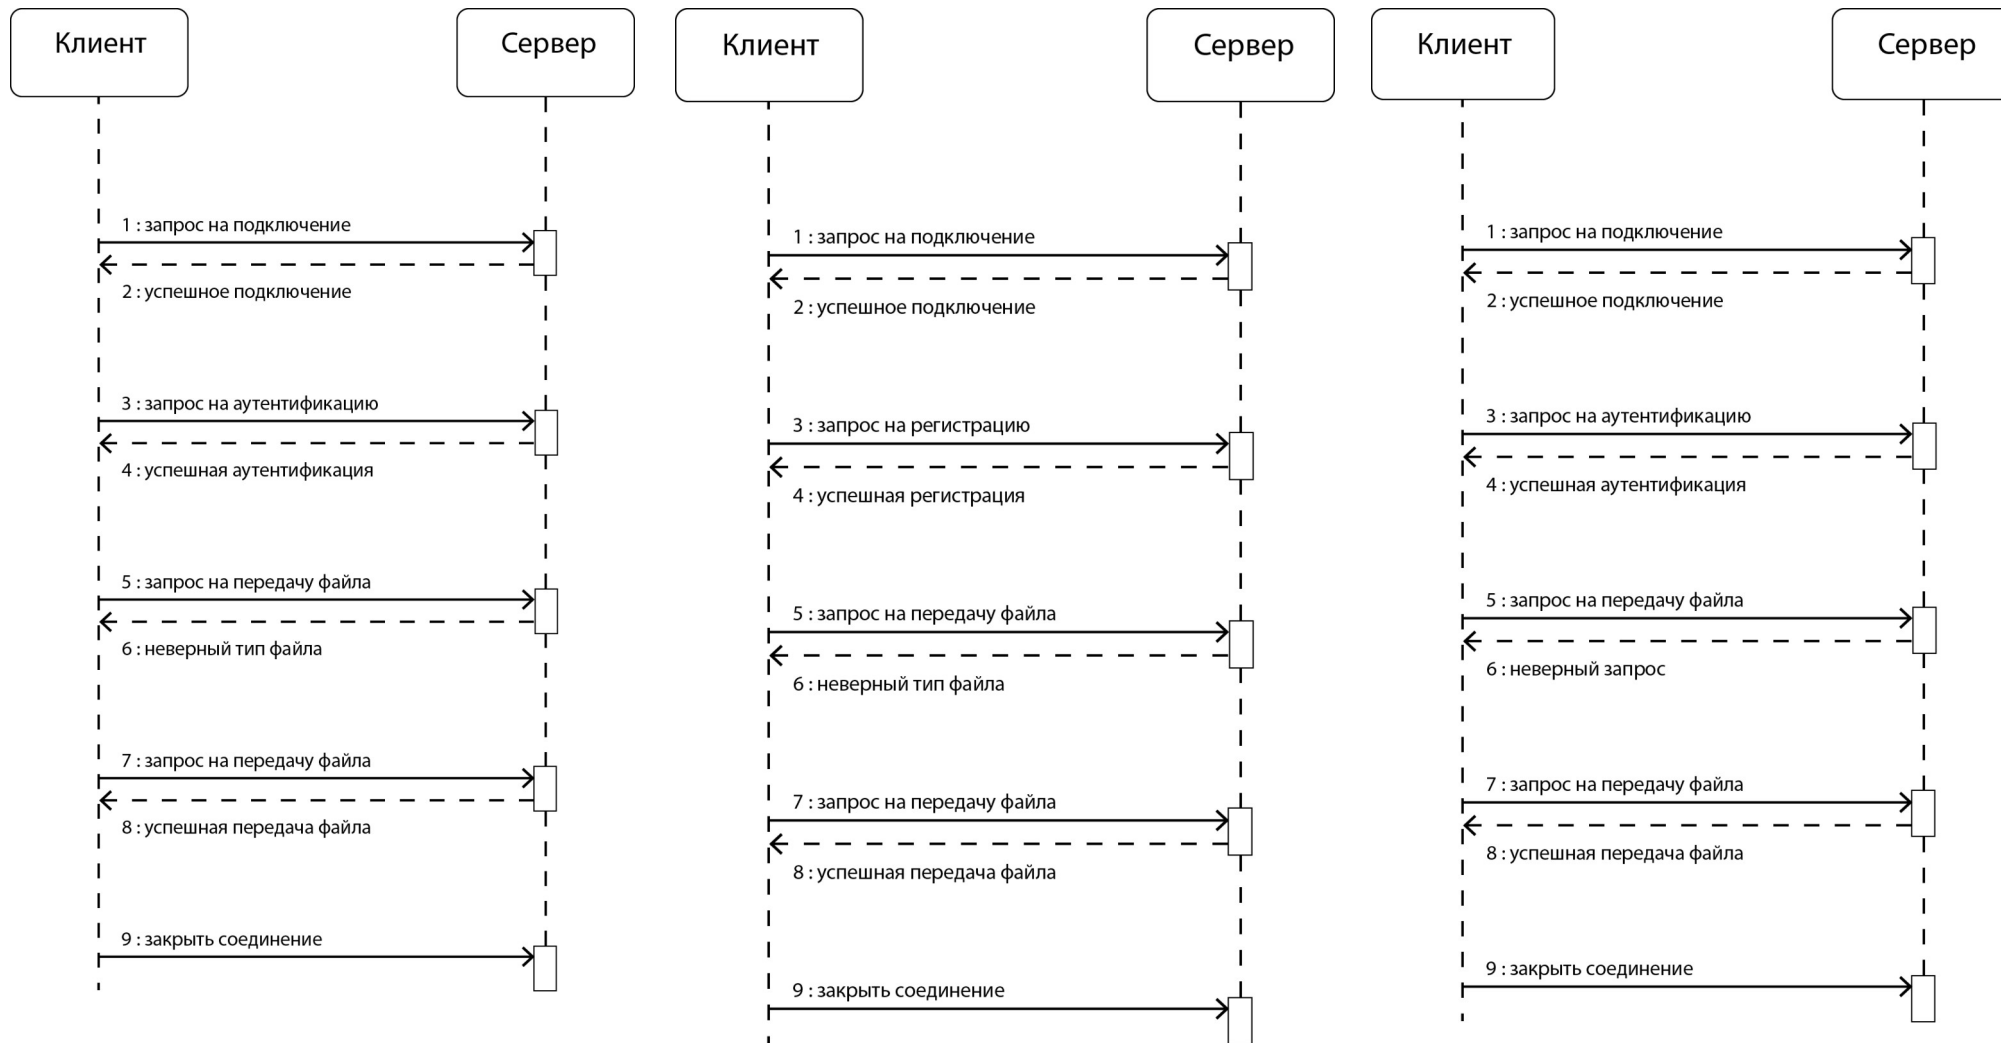 Клиент
Сервер
1 : запрос на подключение
2 : успешное подключение
3 : запрос на аутентификацию
4 : успешная аутентификация
5 : запрос на передачу файла
6 : неверный тип файла
7 : запрос на передачу файла
8 : успешная передача файла
9 : закрыть соединение
Клиент
Сервер
1 : запрос на подключение
2 : успешное подключение
3 : запрос на регистрацию
4 : успешная регистрация
5 : запрос на передачу файла
6 : неверный тип файла
7 : запрос на передачу файла
8 : успешная передача файла
9 : закрыть соединение
Клиент
Сервер
1 : запрос на подключение
2 : успешное подключение
3 : запрос на аутентификацию
4 : успешная аутентификация
5 : запрос на передачу файла
6 : неверный запрос
7 : запрос на передачу файла
8 : успешная передача файла
9 : закрыть соединение